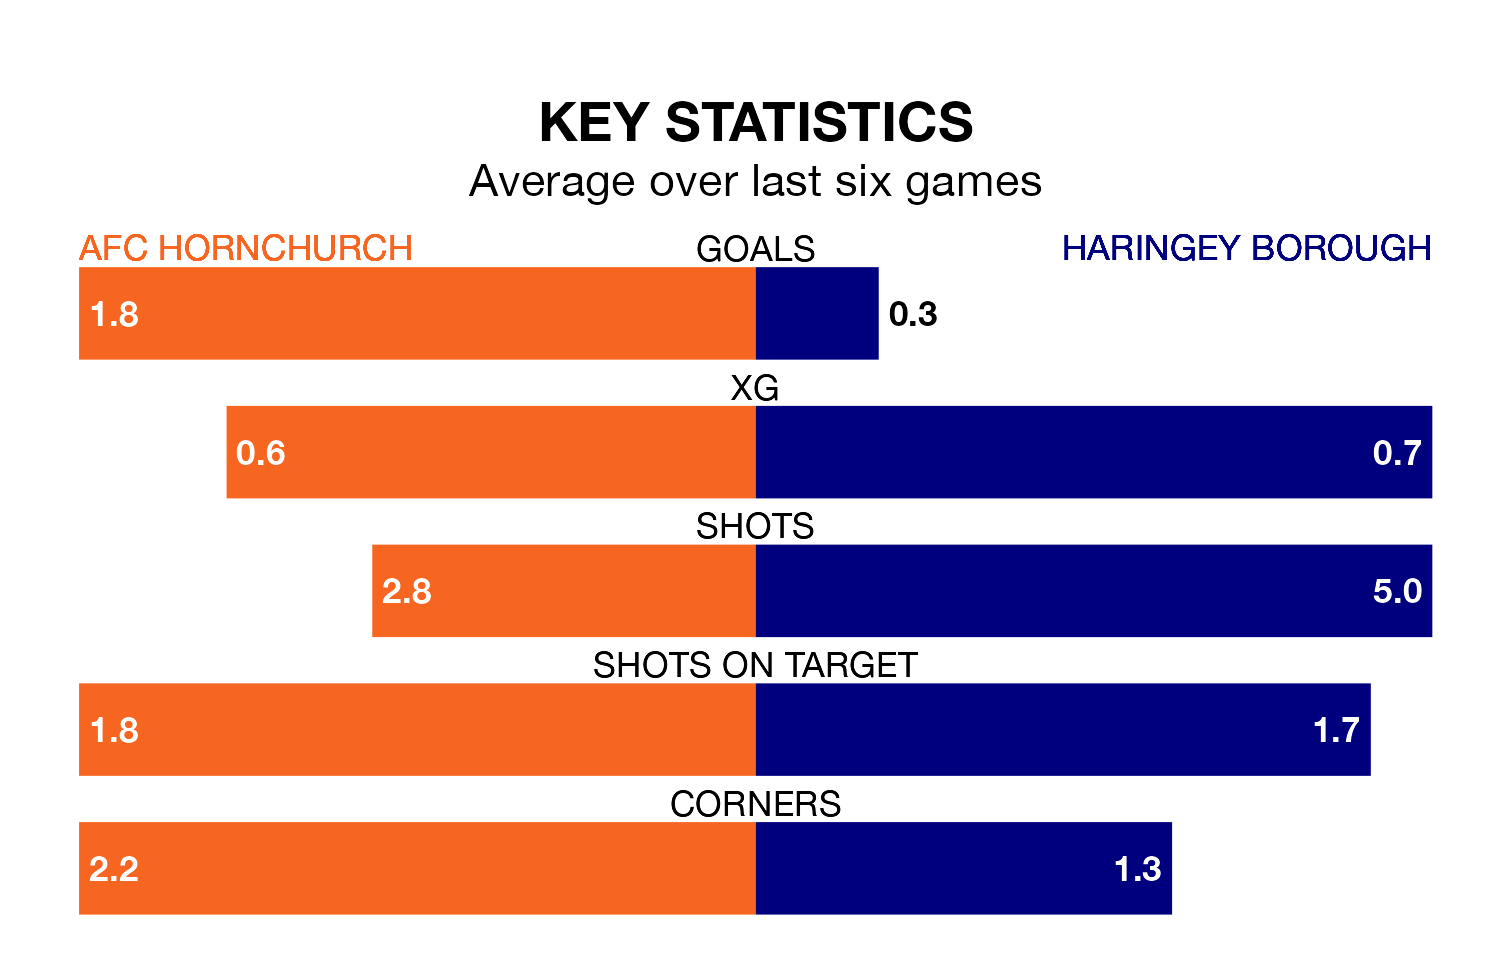 KEY STATISTICS
Average over last six games
AFC HORNCHURCH GOALS HARINGEY BOROUGH
1.8 0.3
XG
0.6 0.7
SHOTS
2.8 5.0
SHOTS ON TARGET
1.8 1.7
CORNERS
2.2 1.3